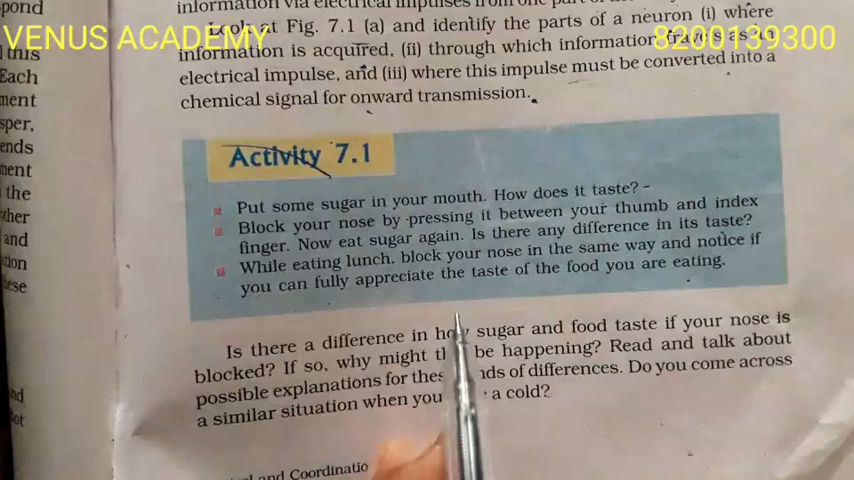 pond
this
Each
ment
sper,
ends
ment
the
ther
and
tion
hese
and
VENUS ACADEMY
8200139300
information via electrical impulses from one part of
Look at Fig. 7.1 (a) and identify the parts of a neuron (i) where
information is acquired, (ii) through which information travels as an
electrical impulse, and (iii) where this impulse must be converted into a
chemical signal for onward transmission.
Activity 7.1
Put some sugar in your mouth. How does it taste?
Block your nose by pressing it between your thumb and index
finger. Now eat sugar again. Is there any difference in its taste?
While eating lunch, block your nose in the same way and notice if
you can fully appreciate the taste of the food you are eating.
Is there a difference in how sugar and food taste if your nose is
blocked? If so, why might be happening? Read and talk about
possible explanations for these kinds of differences. Do you come across
a similar situation when you a cold?
and Coordination